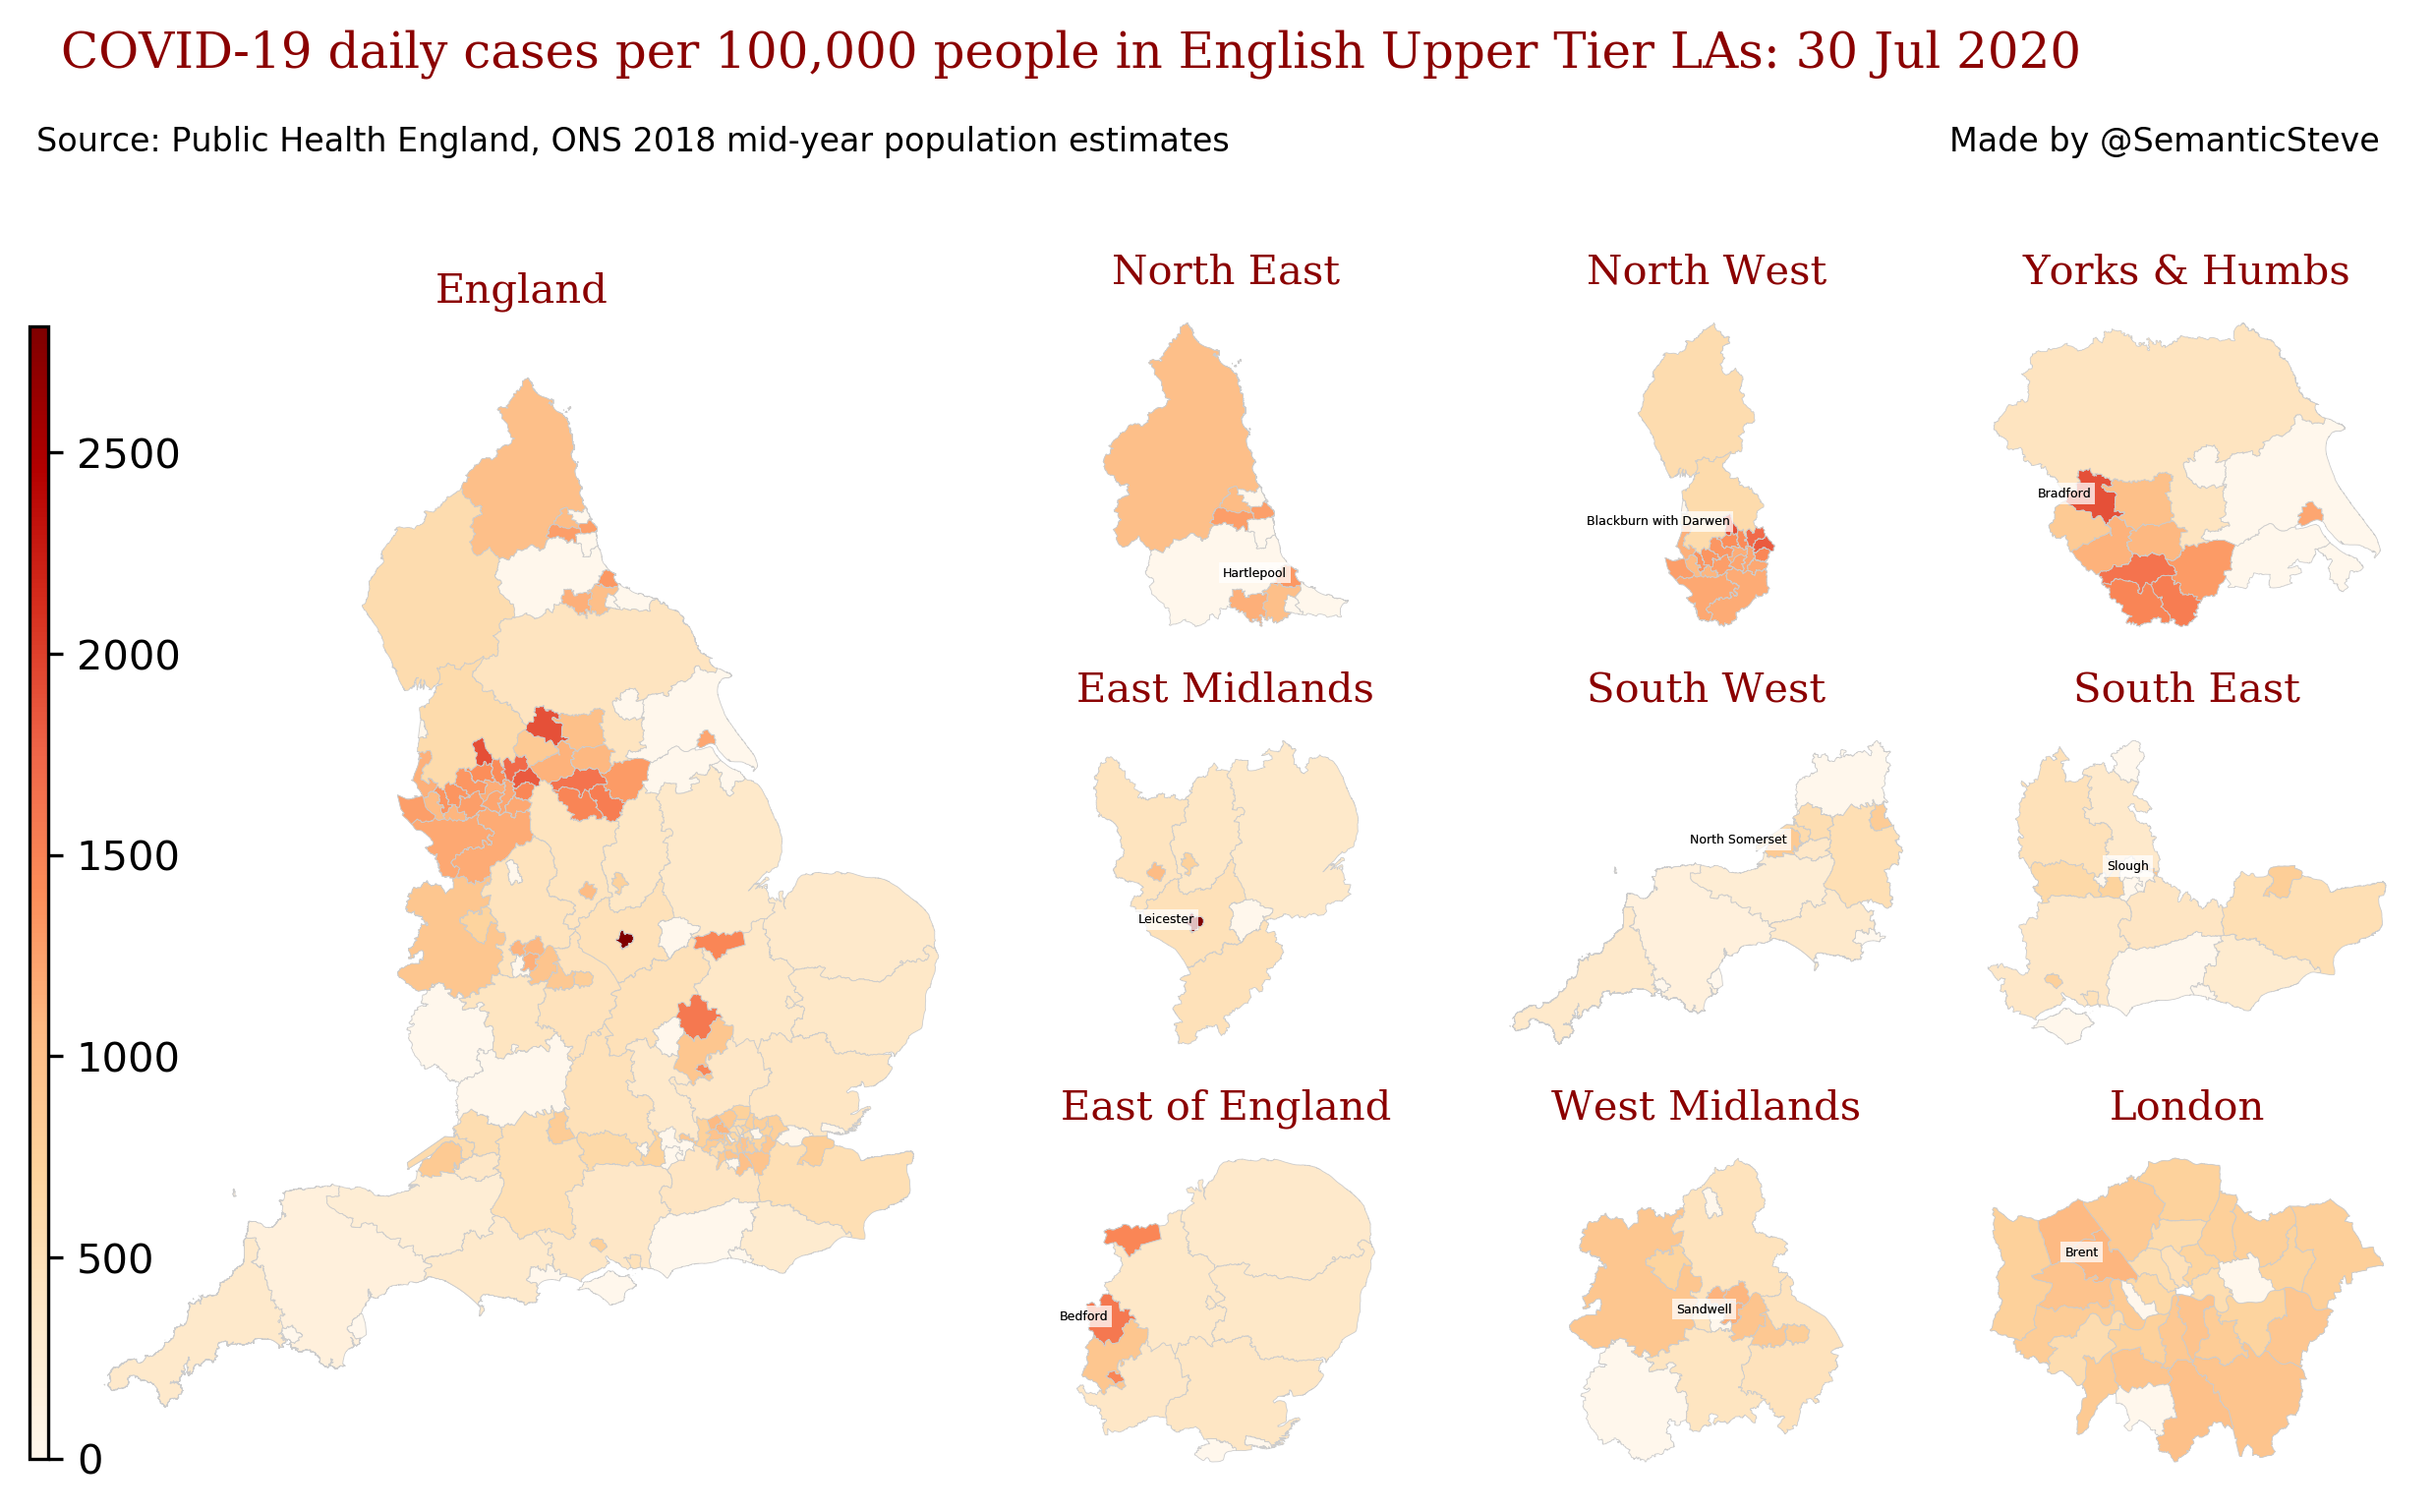 COVID-19 daily cases per 100,000 people in English Upper Tier LAs: 30 Jul 2020
Source: Public Health England, ONS 2018 mid-year population estimates
Made by @SemanticSteve
England
2500
2000
1500
1000
500
0
North East
Hartlepool
North West
Blackburn with Darwen
Yorks & Humbs
Bradford
East Midlands
Leicester
South West
North Somerset
South East
Slough
East of England
Bedford
West Midlands
Sandwell
London
Brent